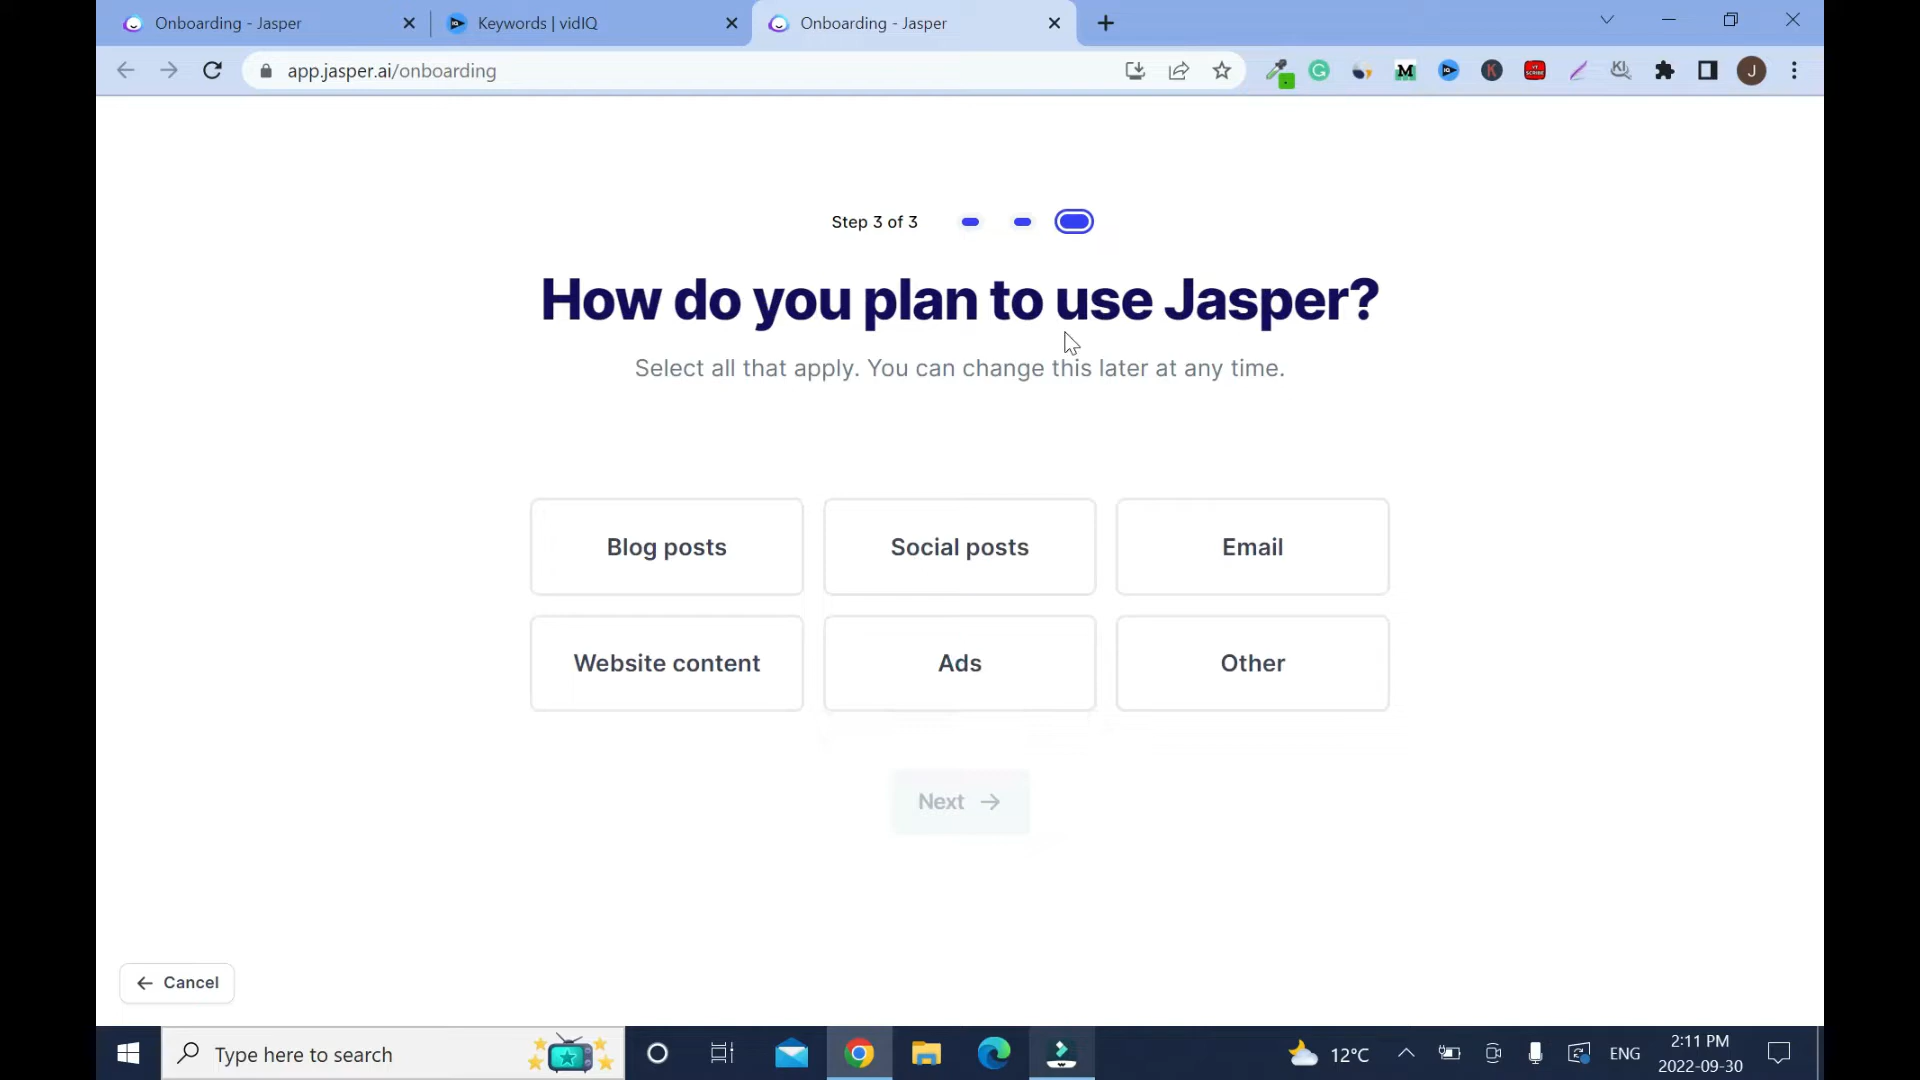 Onboarding - Jasper
Keywords | vidIQ
Onboarding - Jasper
app.jasper.ai/onboarding
Step 3 of 3
How do you plan to use Jasper?
Select all that apply. You can change this later at any time.
Blog posts
Social posts
Email
Website content
Ads
Other
Next
Cancel
Type here to search
12°C
ENG
2:11 PM
2022-09-30